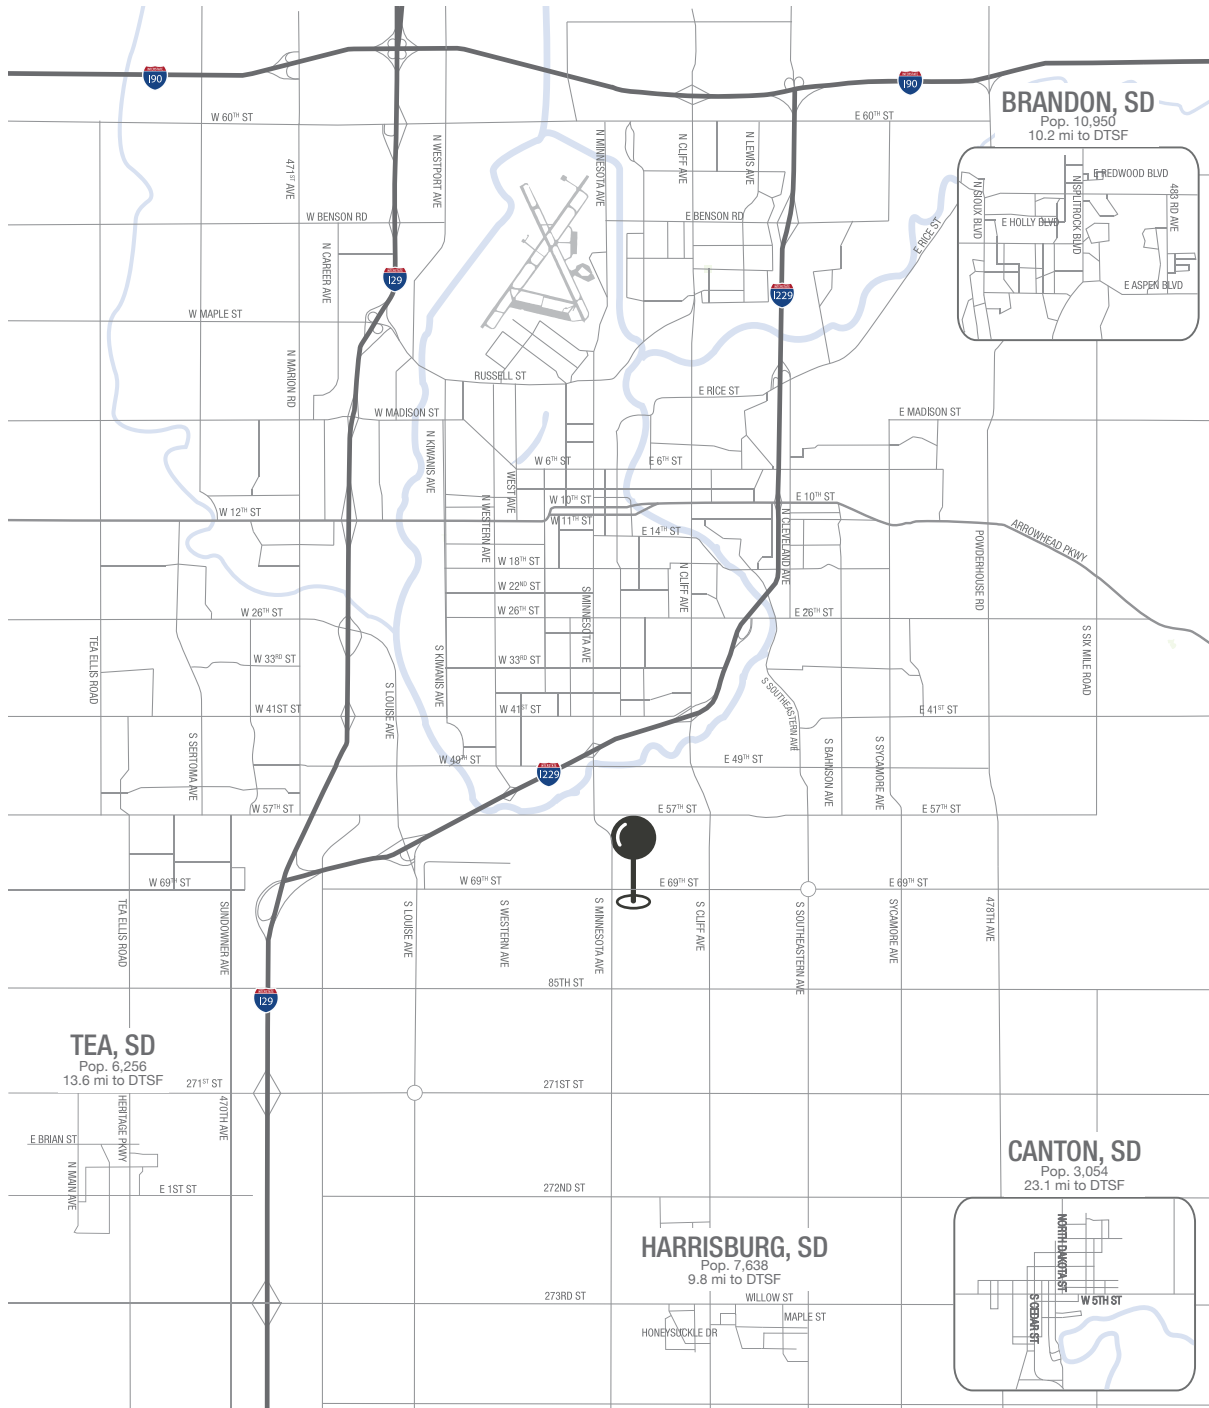 I90
I90
BRANDON, SD
Pop. 10,950
10.2 mi to DTSF
W 60TH ST
E 60TH ST
N WESTPORT AVE
N MINNESOTA AVE
N CLIFF AVE
N LEWIS AVE
471ST AVE
E REDWOOD BLVD
N SIOUX BLVD
N SPLITROCK BLVD
483 RD AVE
E HOLLY BLVD
E ASPEN BLVD
W BENSON RD
E BENSON RD
E RICE ST
N CAREER AVE
I29
I229
W MAPLE ST
N MARION RD
RUSSELL ST
E RICE ST
W MADISON ST
E MADISON ST
N KIWANIS AVE
W 6TH ST
E 6TH ST
WEST AVE
N WESTERN AVE
W 10TH ST
E 10TH ST
W 12TH ST
W 11TH ST
E 14TH ST
N CLEVELAND AVE
ARROWHEAD PKWY
POWDERHOUSE RD
W 18TH ST
N CLIFF AVE
W 22ND ST
S MINNESOTA AVE
W 26TH ST
W 26TH ST
E 26TH ST
TEA ELLIS ROAD
S SIX MILE ROAD
S KIWANIS AVE
W 33RD ST
W 33RD ST
S LOUISE AVE
S SOUTHEASTERN AVE
W 41ST ST
W 41ST ST
E 41ST ST
S SERTOMA AVE
S BAHNSON AVE
S SYCAMORE AVE
W 49TH ST
E 49TH ST
I229
W 57TH ST
E 57TH ST
E 57TH ST
W 69TH ST
W 69TH ST
E 69TH ST
E 69TH ST
TEA ELLIS ROAD
SUNDOWNER AVE
S LOUISE AVE
S WESTERN AVE
S MINNESOTA AVE
S CLIFF AVE
S SOUTHEASTERN AVE
SYCAMORE AVE
478TH AVE
85TH ST
I29
TEA, SD
Pop. 6,256
13.6 mi to DTSF
271ST ST
271ST ST
HERITAGE PKWY
470TH AVE
E BRIAN ST
N MAIN AVE
E 1ST ST
272ND ST
CANTON, SD
Pop. 3,054
23.1 mi to DTSF
NORTH DAKOTA ST
W 5TH ST
S CEDAR ST
HARRISBURG, SD
Pop. 7,638
9.8 mi to DTSF
273RD ST
WILLOW ST
MAPLE ST
HONEYSUCKLE DR